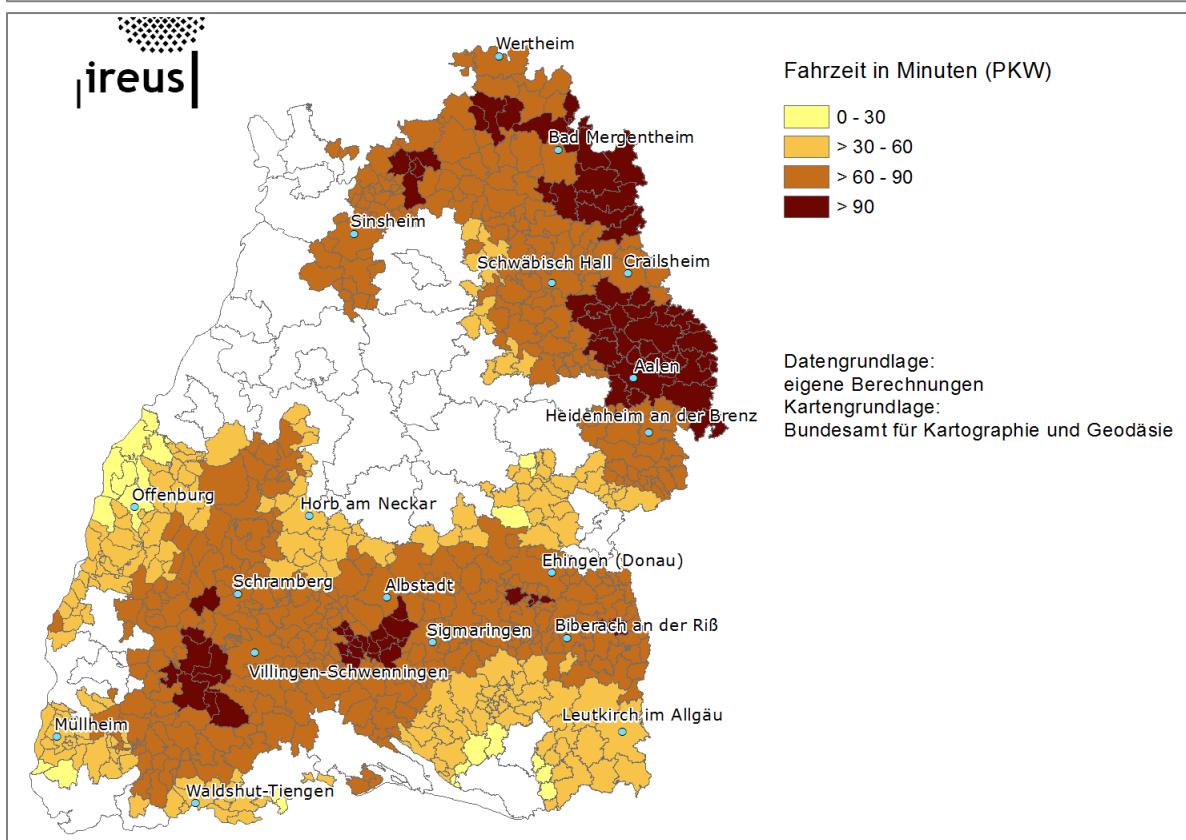 ireus
Wertheim
Fahrzeit in Minuten (PKW)
0 - 30
> 30 - 60
> 60 - 90
> 90
Bad Mergentheim
Sinsheim
Schwäbisch Hall
Crailsheim
Aalen
Datengrundlage:
eigene Berechnungen
Kartengrundlage:
Bundesamt für Kartographie und Geodäsie
Heidenheim an der Brenz
Offenburg
Horb am Neckar
Ehingen (Donau)
Schramberg
Albstadt
Sigmaringen
Biberach an der Riß
Villingen-Schwenningen
Leutkirch im Allgäu
Müllheim
Waldshut-Tiengen